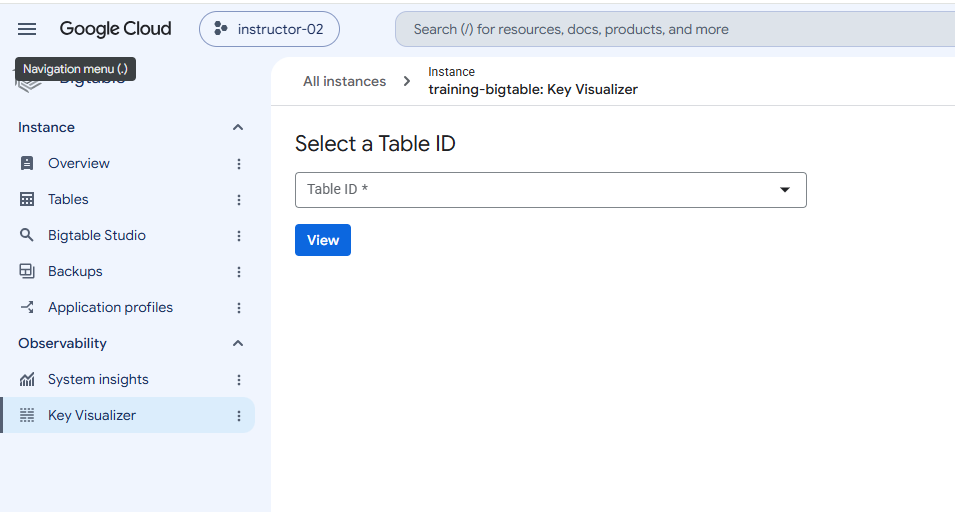 Google Cloud
instructor-02
Search (/) for resources, docs, products, and more
Navigation menu (.)
Bigtable
All instances
Instance
training-bigtable: Key Visualizer
Instance
Overview
Tables
Bigtable Studio
Backups
Application profiles
Observability
System insights
Key Visualizer
Select a Table ID
Table ID *
View